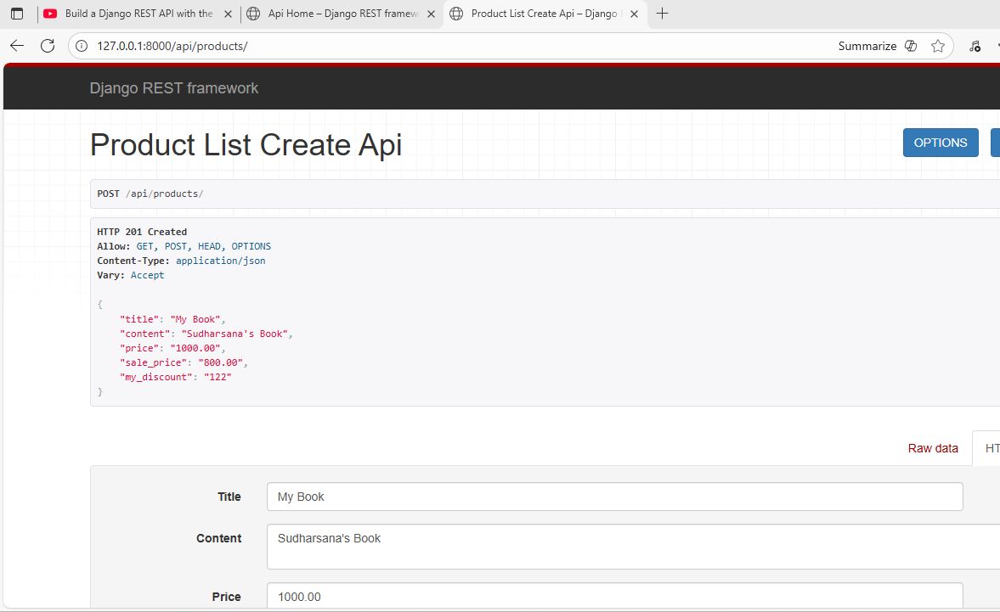 Build a Django REST API with the
Api Home – Django REST framew
Product List Create Api – Django
127.0.0.1:8000/api/products/
Summarize
Django REST framework
Product List Create Api
OPTIONS
POST /api/products/
HTTP 201 Created
Allow: GET, POST, HEAD, OPTIONS
Content-Type: application/json
Vary: Accept
{
"title": "My Book",
"content": "Sudharsana's Book",
"price": "1000.00",
"sale_price": "800.00",
"my_discount": "122"
}
Raw data
HT
Title
My Book
Content
Sudharsana's Book
Price
1000.00